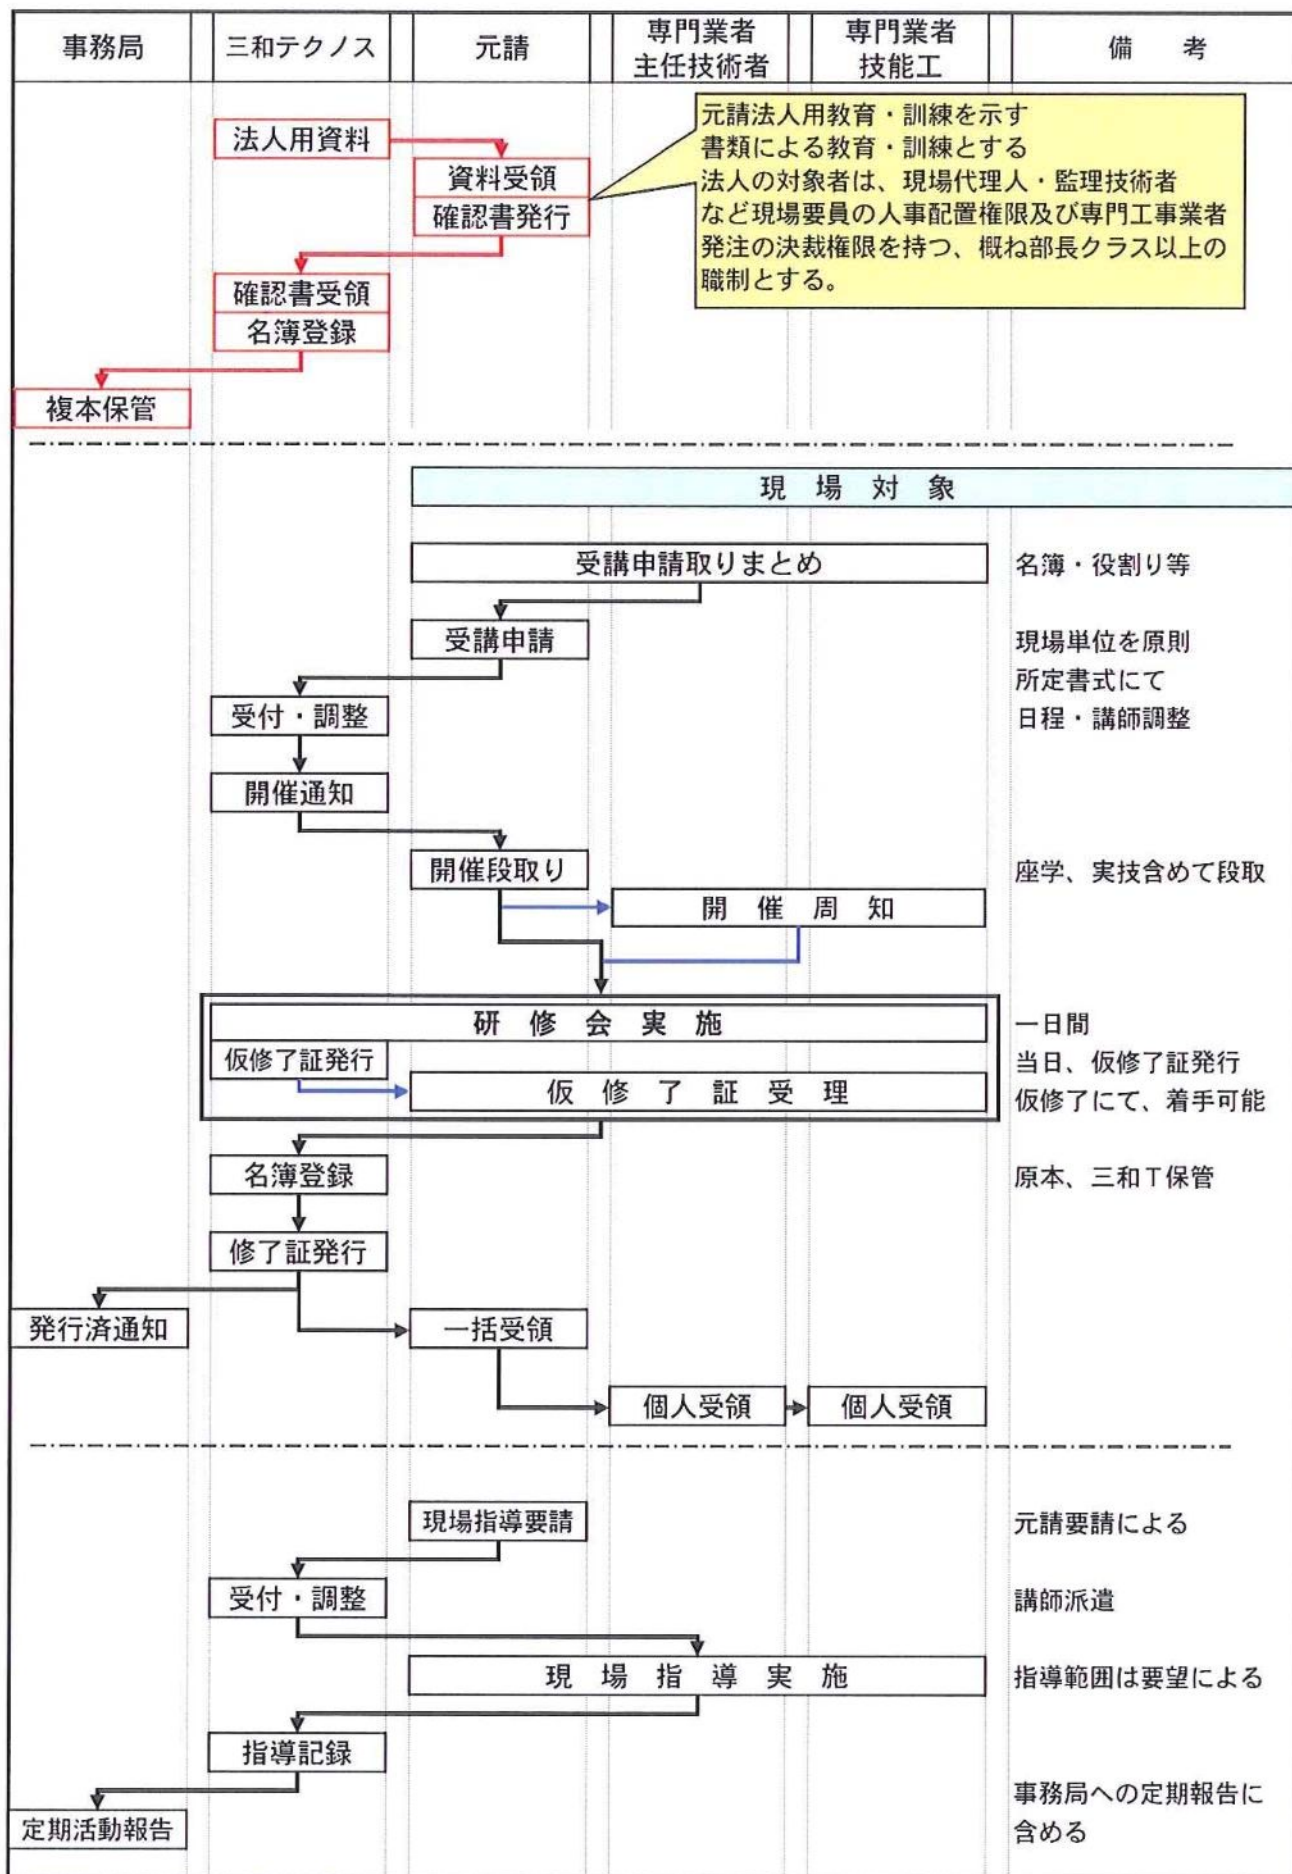 事務局
三和テクノス
元請
専門業者
主任技術者
専門業者
技能工
備 考
法人用資料
資料受領
確認書発行
元請法人用教育・訓練を示す
書類による教育・訓練とする
法人の対象者は、現場代理人・監理技術者
など現場要員の人事配置権限及び専門工事業者
発注の決裁権限を持つ、概ね部長クラス以上の
職制とする。
確認書受領
名簿登録
複本保管
現 場 対 象
受講申請取りまとめ
名簿・役割り等
受講申請
現場単位を原則
所定書式にて
受付・調整
日程・講師調整
開催通知
開催段取り
座学、実技含めて段取
開 催 周 知
研 修 会 実 施
一日間
仮修了証発行
当日、仮修了証発行
仮 修 了 証 受 理
仮修了にて、着手可能
名簿登録
原本、三和T保管
修了証発行
発行済通知
一括受領
個人受領
個人受領
現場指導要請
元請要請による
受付・調整
講師派遣
現 場 指 導 実 施
指導範囲は要望による
指導記録
事務局への定期報告に
含める
定期活動報告